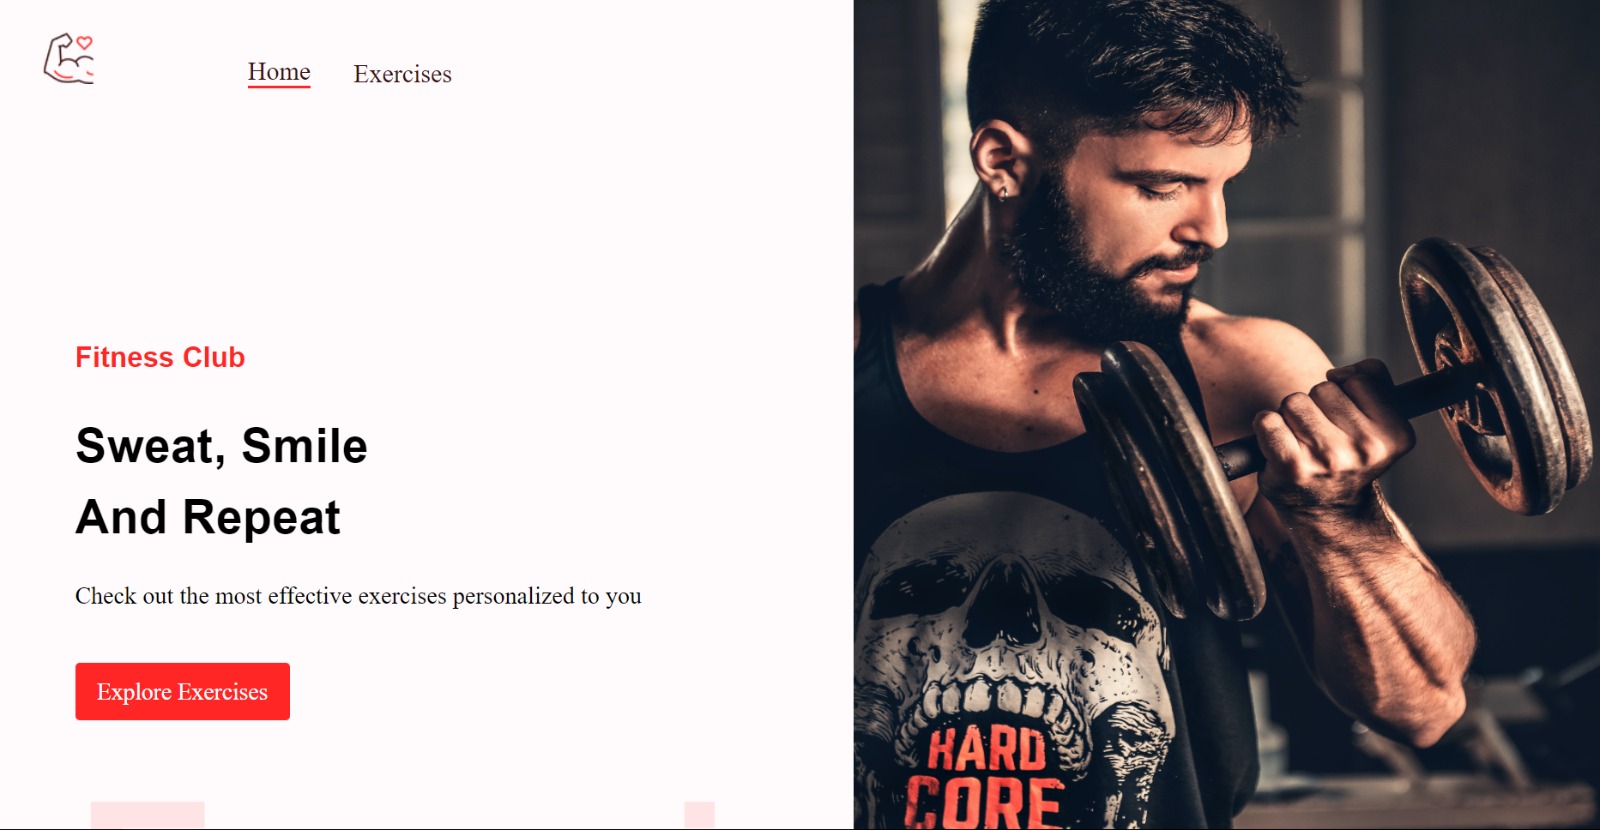 Home Exercises
Fitness Club
Sweat, Smile
And Repeat
Check out the most effective exercises personalized to you
Explore Exercises
HARD
CORE